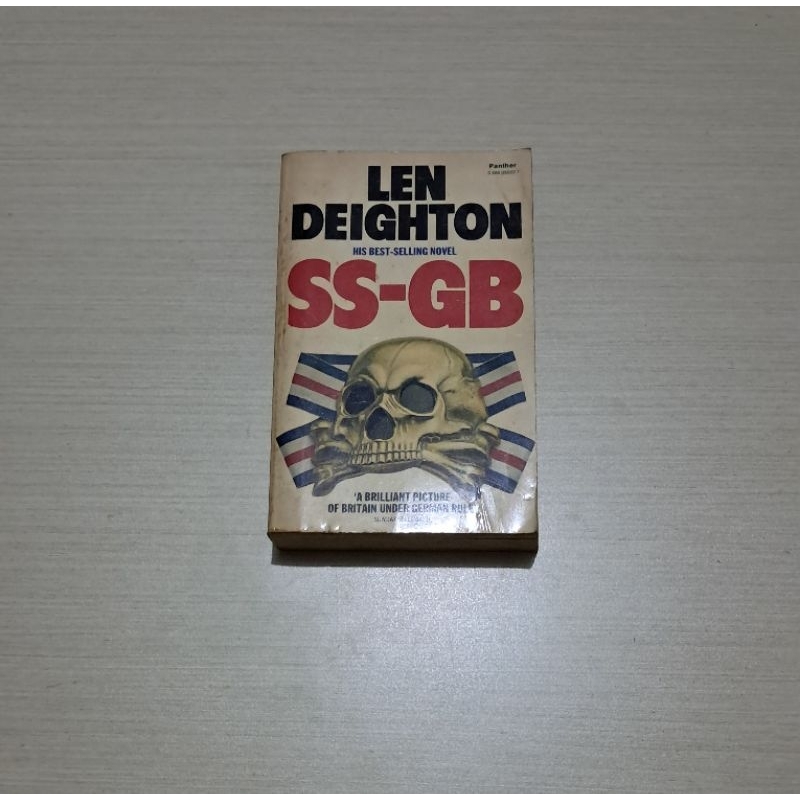 Panther
LEN
DEIGHTON
HIS BEST-SELLING NOVEL
SS-GB
'A BRILLIANT PICTURE
OF BRITAIN UNDER GERMAN RULE'